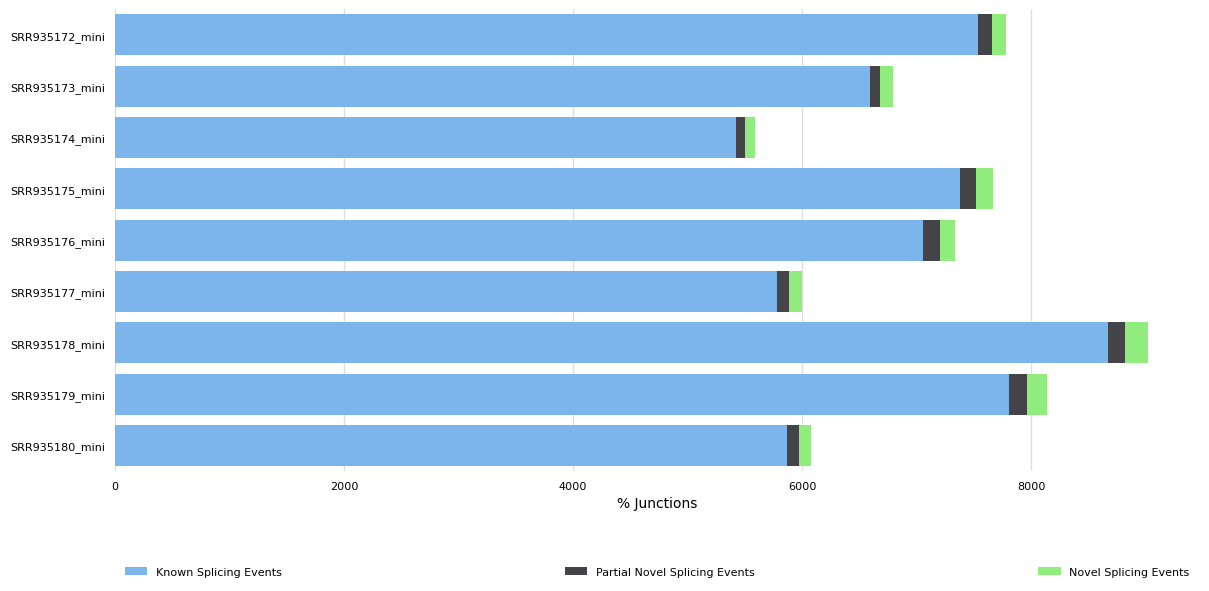 SRR935172_mini
SRR935173_mini
SRR935174_mini
SRR935175_mini
SRR935176_mini
SRR935177_mini
SRR935178_mini
SRR935179_mini
SRR935180_mini
0 2000 4000 6000 8000
% Junctions
Known Splicing Events Partial Novel Splicing Events Novel Splicing Events